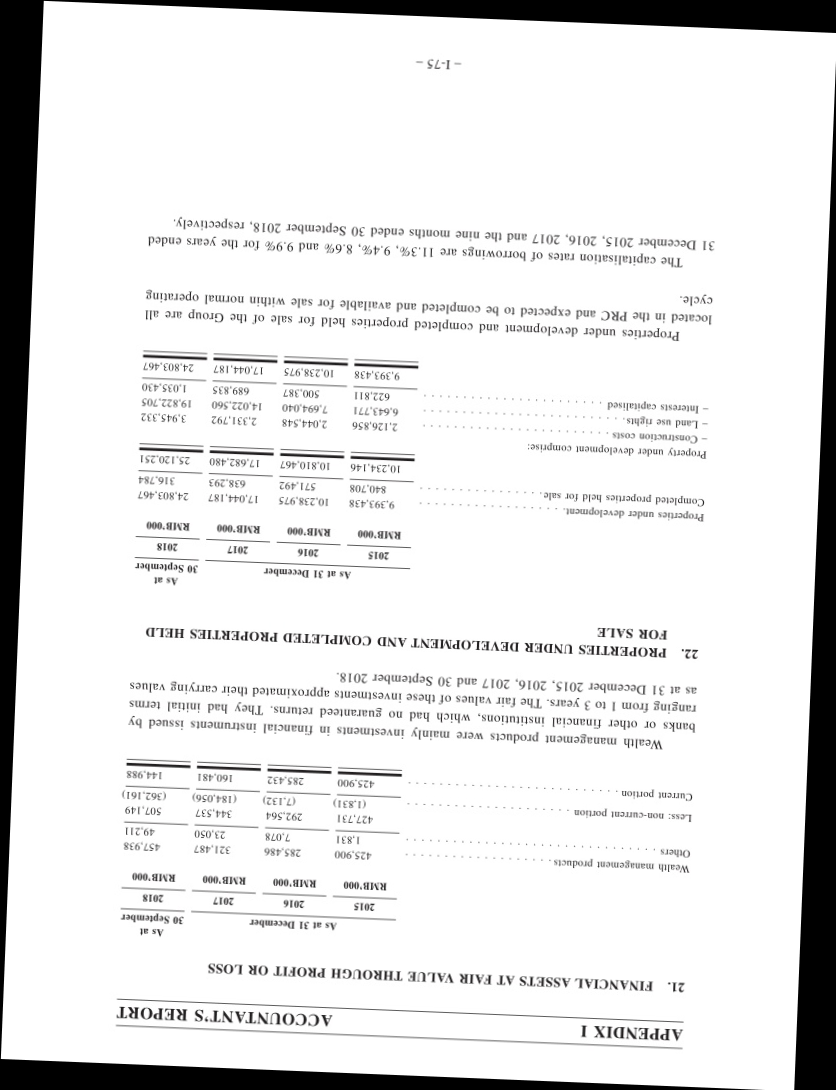 APPENDIX I ACCOUNTANT'S REPORT
21. FINANCIAL ASSETS AT FAIR VALUE THROUGH PROFIT OR LOSS
As at 31 December As at 30 September
2015 2016 2017 2018
RMB'000 RMB'000 RMB'000 RMB'000
Wealth management products 425,900 285,486 321,487 457,938
Others 1,831 7,078 23,050 49,211
427,731 292,564 344,537 507,149
Less: non-current portion (1,831) (7,132) (184,056) (362,161)
Current portion 425,900 285,432 160,481 144,988
Wealth management products were mainly investments in financial instruments issued by
banks or other financial institutions, which had no guaranteed returns. They had initial terms
ranging from 1 to 3 years. The fair values of these investments approximated their carrying values
as at 31 December 2015, 2016, 2017 and 30 September 2018.
22. PROPERTIES UNDER DEVELOPMENT AND COMPLETED PROPERTIES HELD
FOR SALE
As at 31 December As at 30 September
2015 2016 2017 2018
RMB'000 RMB'000 RMB'000 RMB'000
Properties under development 9,393,438 10,238,975 17,044,187 24,803,467
Completed properties held for sale 840,708 571,492 638,293 316,784
10,234,146 10,810,467 17,682,480 25,120,251
Property under development comprise:
– Construction costs 2,126,856 2,044,548 2,331,792 3,945,332
– Land use rights 6,643,771 7,694,040 14,022,560 19,822,705
– Interests capitalised 622,811 500,387 689,835 1,035,430
9,393,438 10,238,975 17,044,187 24,803,467
Properties under development and completed properties held for sale of the Group are all
located in the PRC and expected to be completed and available for sale within normal operating
cycle.
The capitalisation rates of borrowings are 11.3%, 9.4%, 8.6% and 9.9% for the years ended
31 December 2015, 2016, 2017 and the nine months ended 30 September 2018, respectively.
– I-75 –